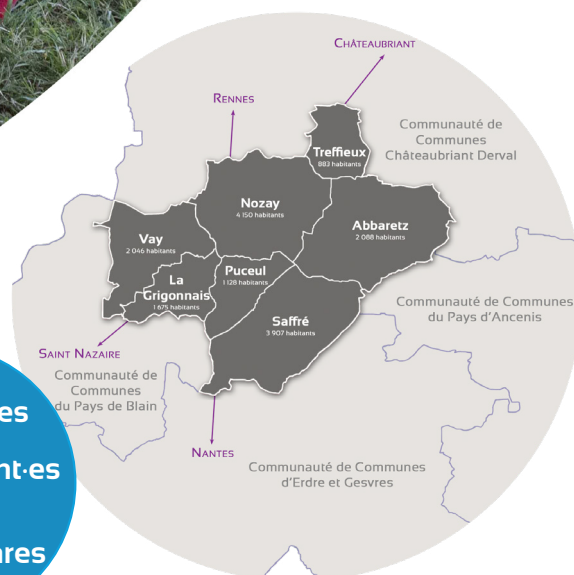 CHÂTEAUBRIANT
RENNES
Communauté de
Communes
Châteaubriant Derval
Treffieux
883 habitants
Nozay
4 150 habitants
Abbaretz
2 088 habitants
Vay
2 046 habitants
La
Grigonnais
1 675 habitants
Puceul
1 128 habitants
Saffré
3 907 habitants
Communauté de Communes
du Pays d'Ancenis
SAINT NAZAIRE
Communauté de
Communes
du Pays de Blain
NANTES
Communauté de Communes
d'Erdre et Gesvres
es
nt·es
ares